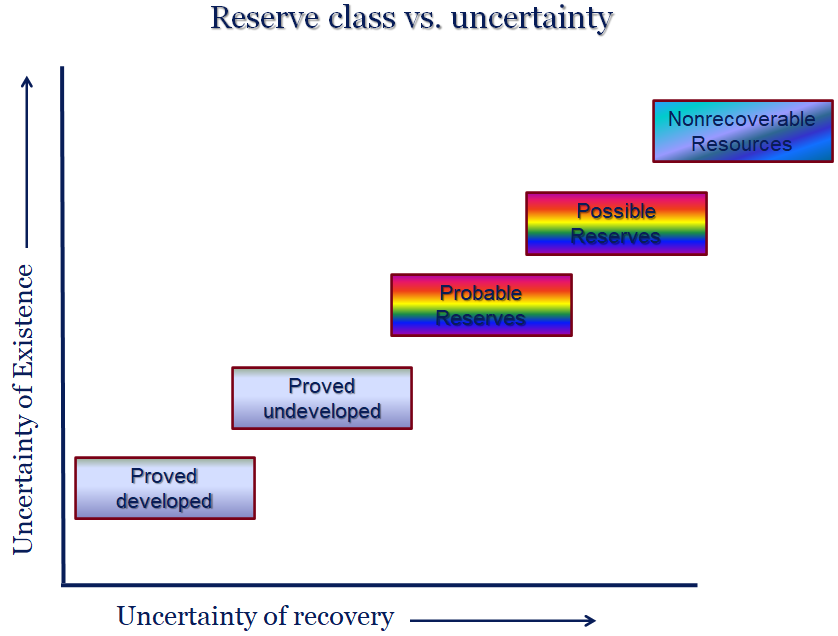 Reserve class vs. uncertainty
Nonrecoverable
Resources
Possible
Reserves
Probable
Reserves
Proved
undeveloped
Proved
developed
Uncertainty of Existence
Uncertainty of recovery